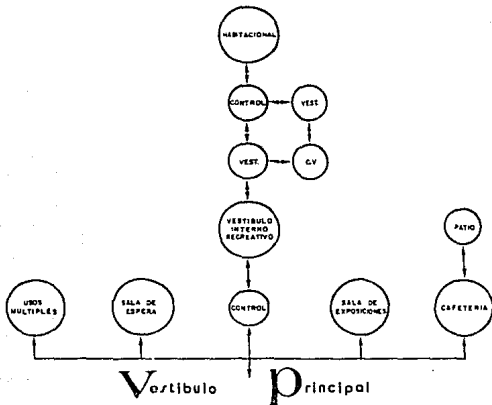 HABITACIONAL
CONTROL VEST.
VEST. C.V.
VESTIBULO
INTERNO
RECREATIVO
PATIO
USOS
MULTIPLES
SALA DE
ESPERA
CONTROL
SALA DE
EXPOSICIONES
CAFETERIA
Vestibulo Principal